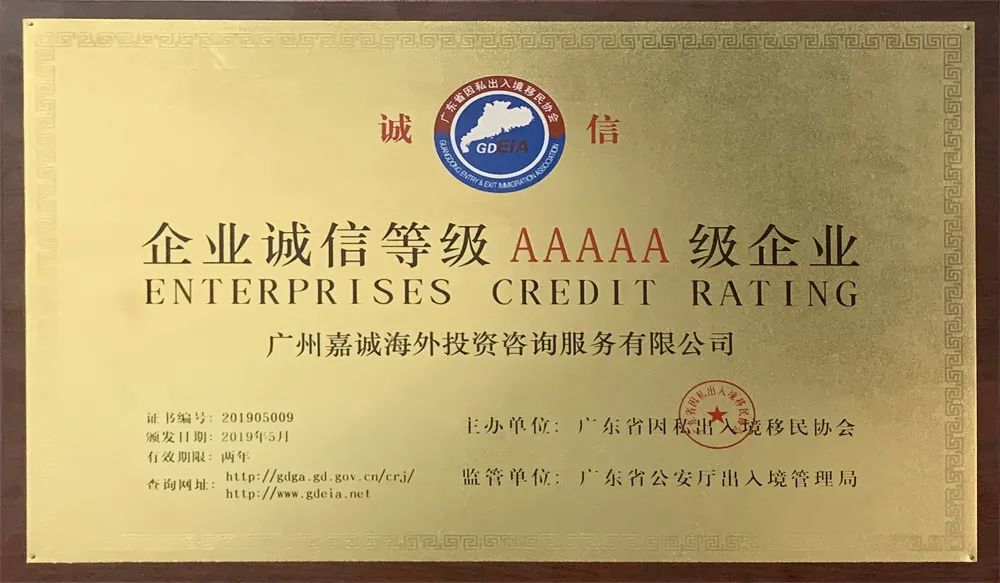 诚 信
广东省因私出入境移民协会
GDEIA
GUANGDONG ENTRY & EXIT IMMIGRATION ASSOCIATION
企业诚信等级 AAAAA 级企业
ENTERPRISES CREDIT RATING
广州嘉诚海外投资咨询服务有限公司
证书编号: 201905009
颁发日期: 2019年5月
有效期限: 两年
查询网址: http://gdga.gd.gov.cn/crj/
http://www.gdeia.net
主办单位: 广东省因私出入境移民协会
监管单位: 广东省公安厅出入境管理局